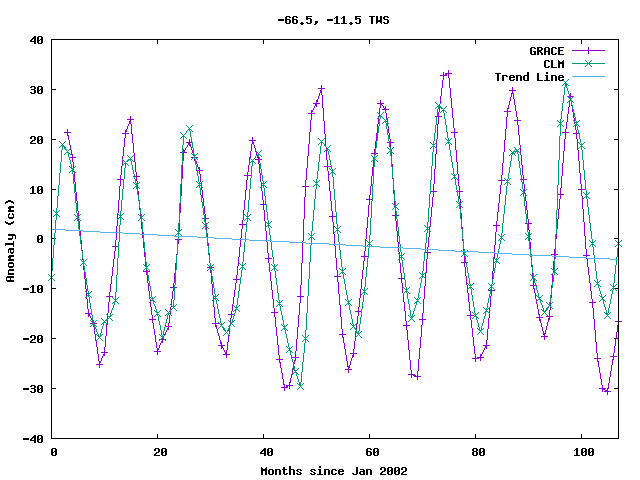 -66.5, -11.5 TWS
40
30
20
10
0
-10
-20
-30
-40
Anomaly (cm)
GRACE
CLM
Trend Line
0 20 40 60 80 100
Months since Jan 2002